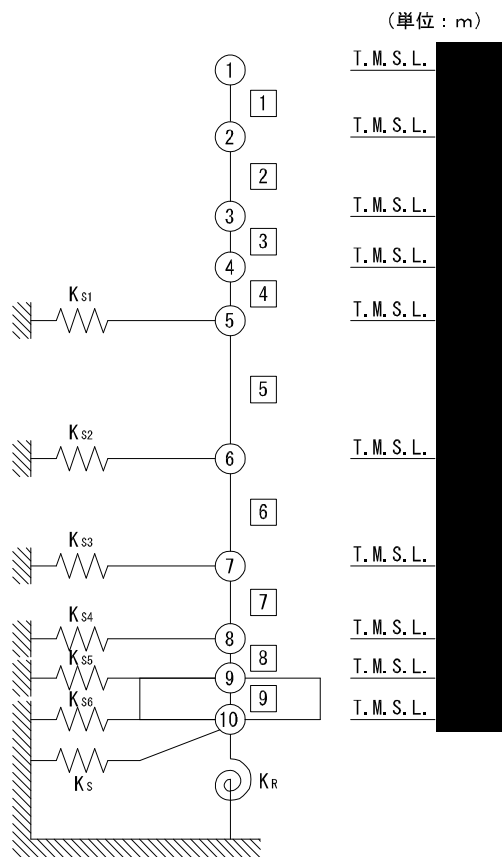 (単位：m)
① T.M.S.L.
1
② T.M.S.L.
2
③ T.M.S.L.
3
④ T.M.S.L.
4
KS1 ⑤ T.M.S.L.
5
KS2 ⑥ T.M.S.L.
6
KS3 ⑦ T.M.S.L.
7
KS4 ⑧ T.M.S.L.
8
KS5 ⑨ T.M.S.L.
9
KS6 ⑩ T.M.S.L.
KS KR